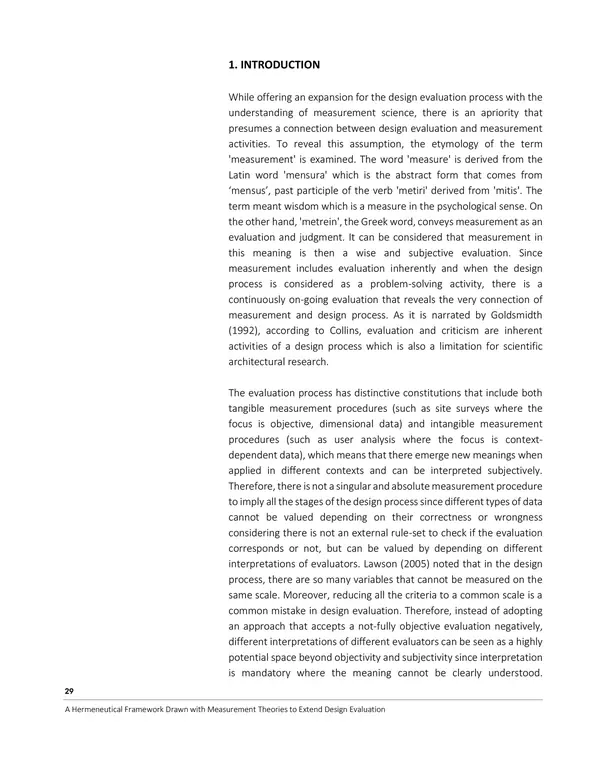 1. INTRODUCTION
While offering an expansion for the design evaluation process with the
understanding of measurement science, there is an apriority that
presumes a connection between design evaluation and measurement
activities. To reveal this assumption, the etymology of the term
'measurement' is examined. The word 'measure' is derived from the
Latin word 'mensura' which is the abstract form that comes from
‘mensus’, past participle of the verb 'metiri' derived from 'mitis'. The
term meant wisdom which is a measure in the psychological sense. On
the other hand, 'metrein', the Greek word, conveys measurement as an
evaluation and judgment. It can be considered that measurement in
this meaning is then a wise and subjective evaluation. Since
measurement includes evaluation inherently and when the design
process is considered as a problem-solving activity, there is a
continuously on-going evaluation that reveals the very connection of
measurement and design process. As it is narrated by Goldsmidth
(1992), according to Collins, evaluation and criticism are inherent
activities of a design process which is also a limitation for scientific
architectural research.
The evaluation process has distinctive constitutions that include both
tangible measurement procedures (such as site surveys where the
focus is objective, dimensional data) and intangible measurement
procedures (such as user analysis where the focus is context-
dependent data), which means that there emerge new meanings when
applied in different contexts and can be interpreted subjectively.
Therefore, there is not a singular and absolute measurement procedure
to imply all the stages of the design process since different types of data
cannot be valued depending on their correctness or wrongness
considering there is not an external rule-set to check if the evaluation
corresponds or not, but can be valued by depending on different
interpretations of evaluators. Lawson (2005) noted that in the design
process, there are so many variables that cannot be measured on the
same scale. Moreover, reducing all the criteria to a common scale is a
common mistake in design evaluation. Therefore, instead of adopting
an approach that accepts a not-fully objective evaluation negatively,
different interpretations of different evaluators can be seen as a highly
potential space beyond objectivity and subjectivity since interpretation
is mandatory where the meaning cannot be clearly understood.
29
A Hermeneutical Framework Drawn with Measurement Theories to Extend Design Evaluation